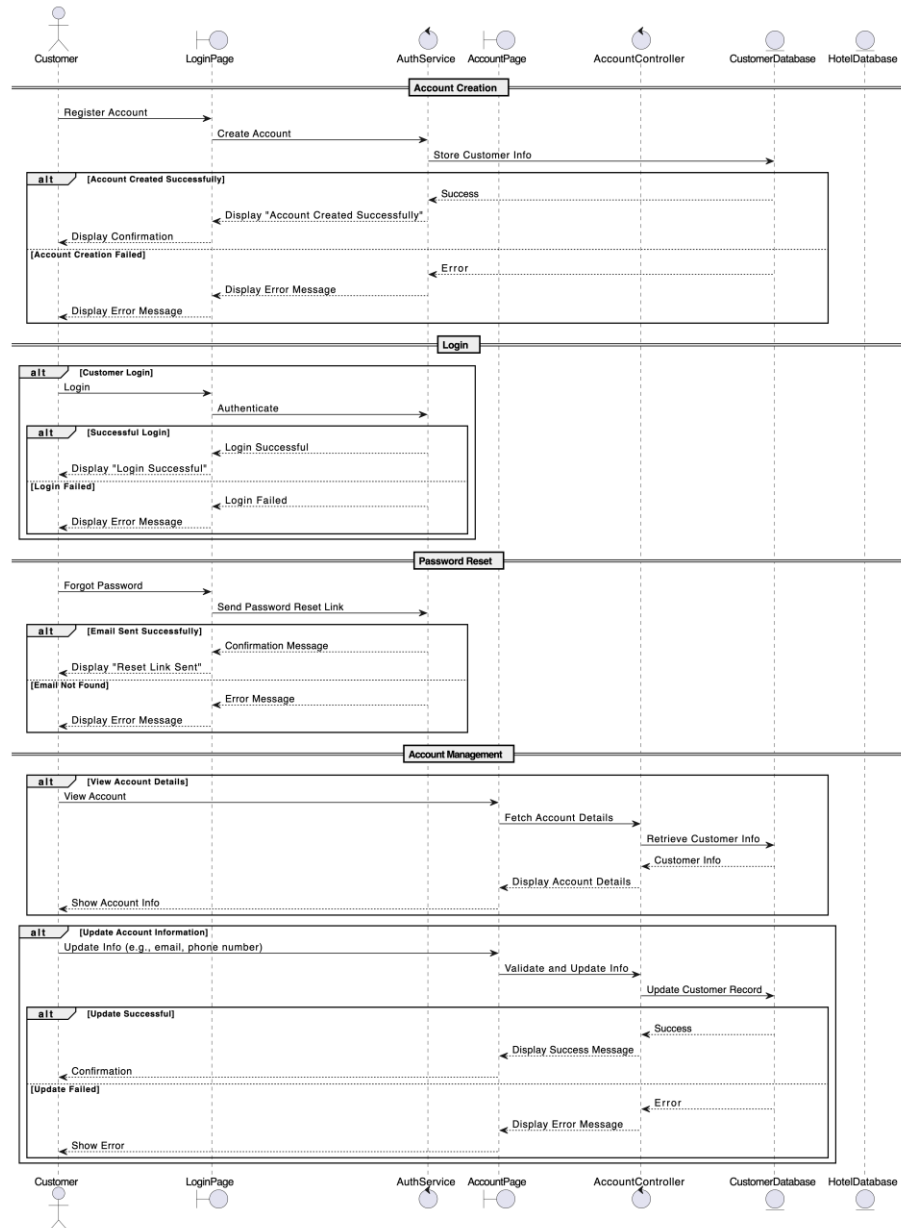 Customer LoginPage AuthService AccountPage AccountController CustomerDatabase HotelDatabase
Account Creation
Register Account
Create Account
Store Customer Info
alt [Account Created Successfully]
Success
Display "Account Created Successfully"
Display Confirmation
[Account Creation Failed]
Error
Display Error Message
Display Error Message
Login
alt [Customer Login]
Login
Authenticate
alt [Successful Login]
Login Successful
Display "Login Successful"
[Login Failed]
Login Failed
Display Error Message
Password Reset
Forgot Password
Send Password Reset Link
alt [Email Sent Successfully]
Confirmation Message
Display "Reset Link Sent"
[Email Not Found]
Error Message
Display Error Message
Account Management
alt [View Account Details]
View Account
Fetch Account Details
Retrieve Customer Info
Customer Info
Display Account Details
Show Account Info
alt [Update Account Information]
Update Info (e.g., email, phone number)
Validate and Update Info
Update Customer Record
alt [Update Successful]
Success
Display Success Message
Confirmation
[Update Failed]
Error
Display Error Message
Show Error
Customer LoginPage AuthService AccountPage AccountController CustomerDatabase HotelDatabase